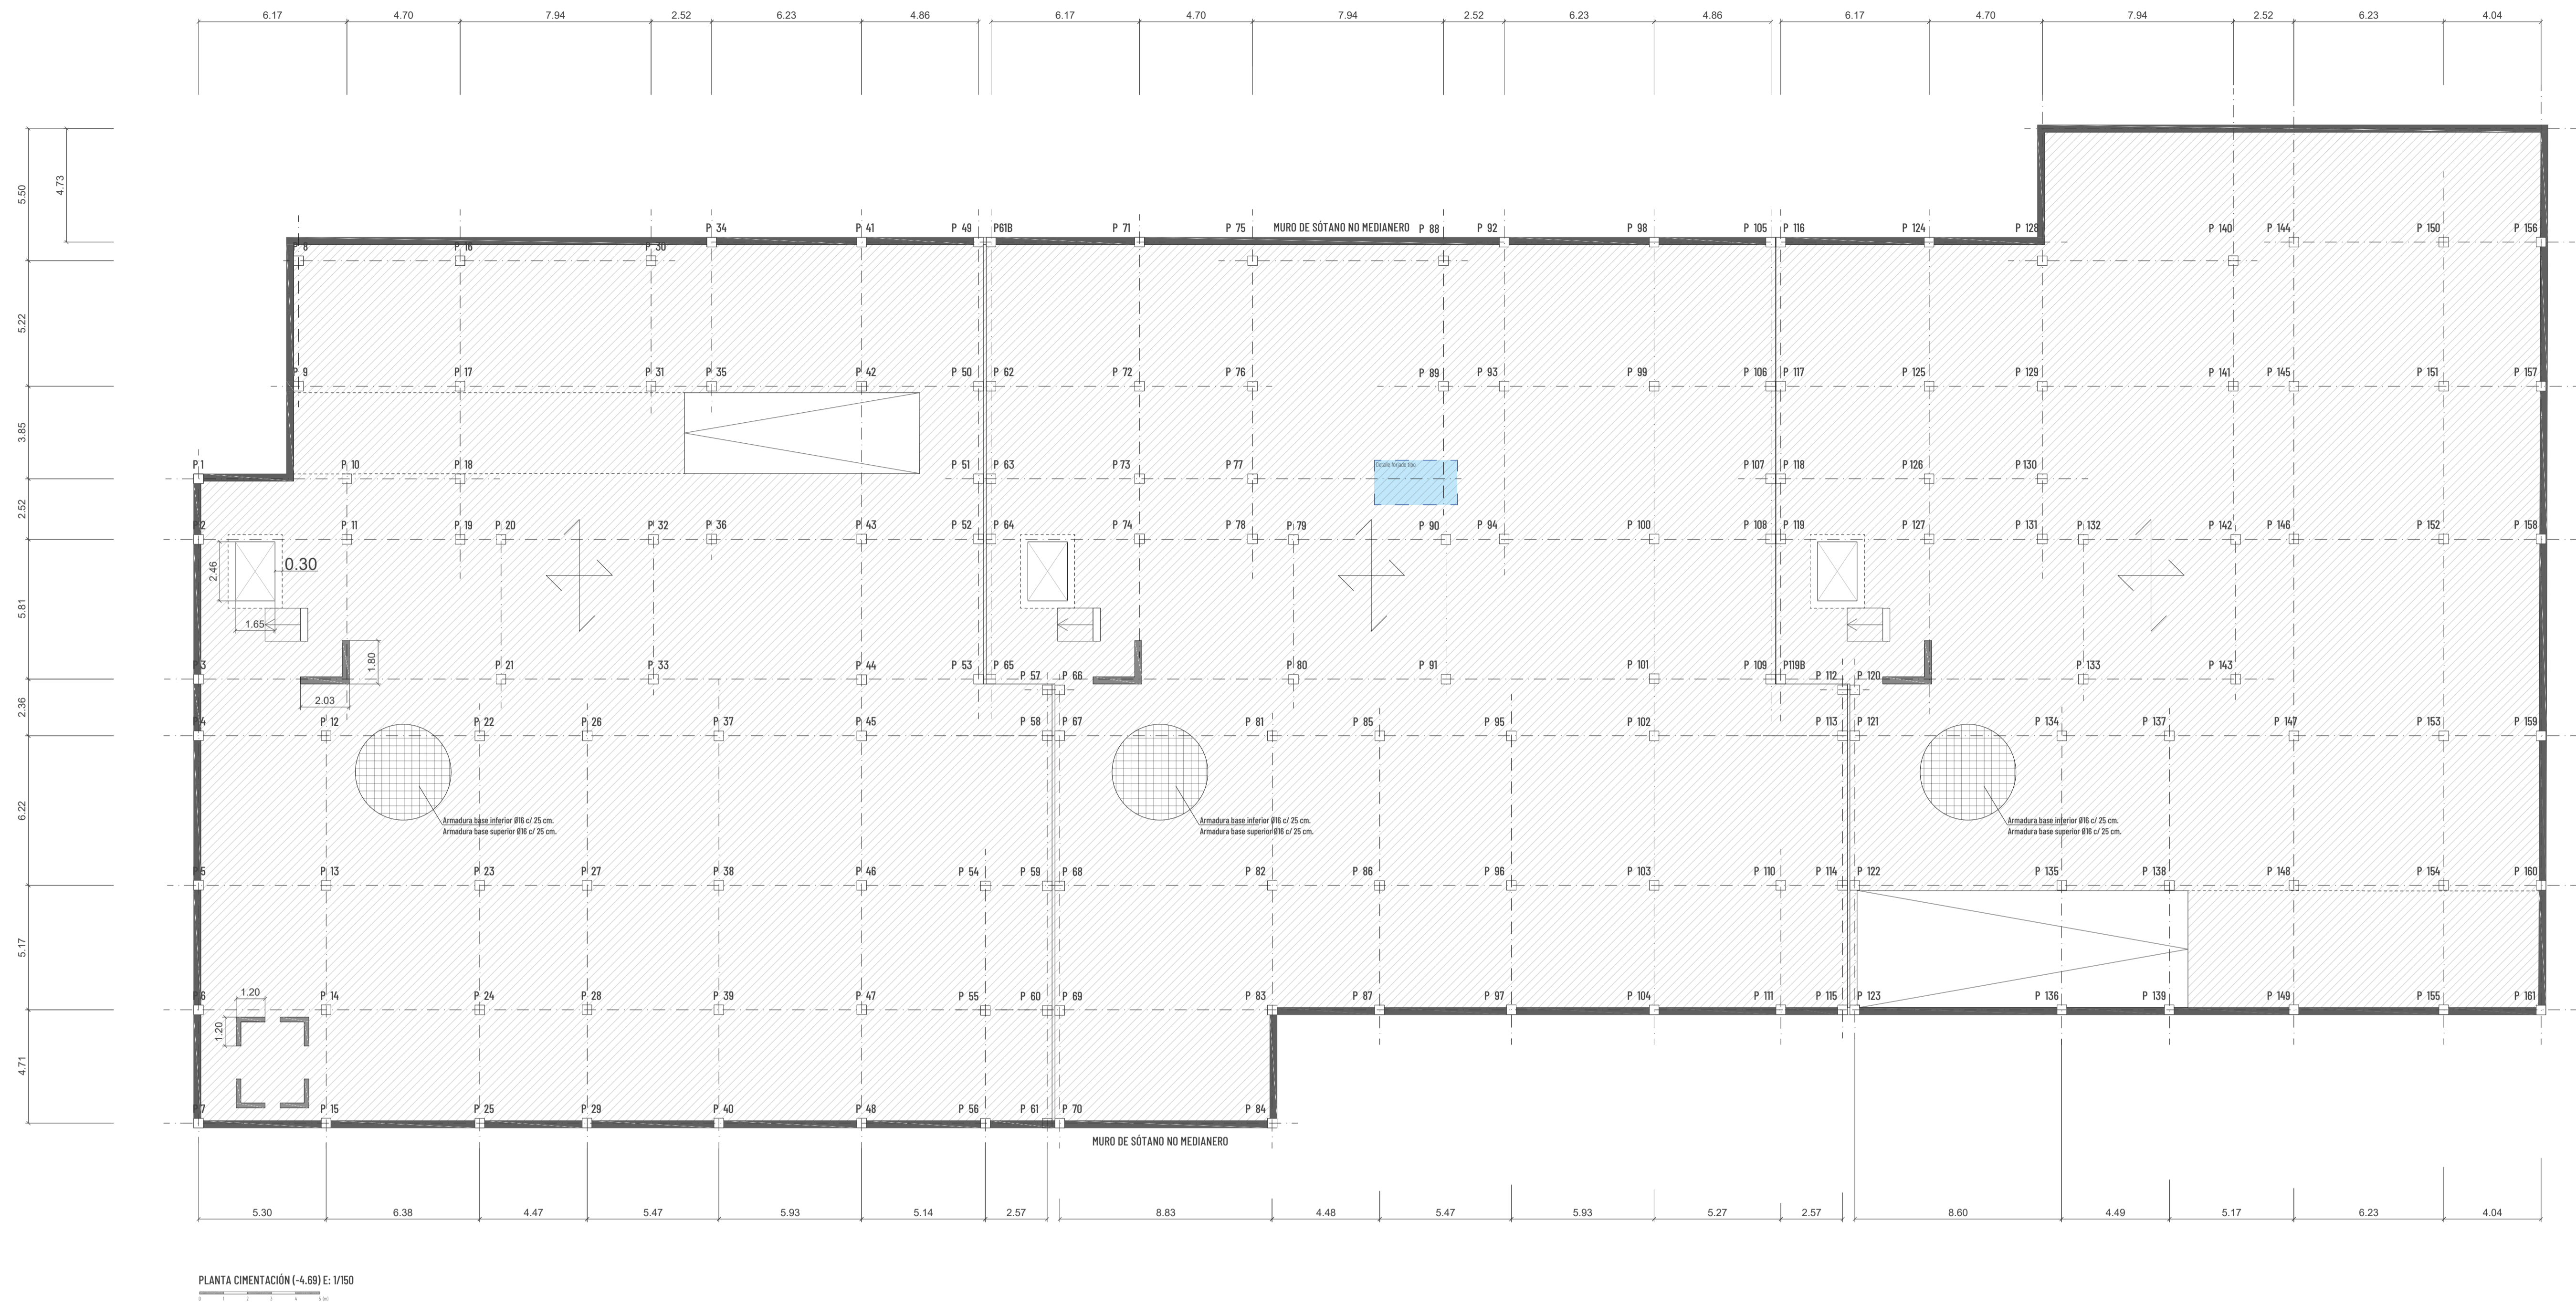 6.17 4.70 7.94 2.52 6.23 4.86 6.17 4.70 7.94 2.52 6.23 4.86 6.17 4.70 7.94 2.52 6.23 4.04
5.50
4.73
P 34 P 41 P 49 P61B P 71 P 75 MURO DE SÓTANO NO MEDIANERO P 88 P 92 P 98 P 105 P 116 P 124 P 128 P 140 P 144 P 150 P 156
P 8 P 16 P 30
5.22
P 9 P 17 P 31 P 35 P 42 P 50 P 62 P 72 P 76 P 89 P 93 P 99 P 106 P 117 P 125 P 129 P 141 P 145 P 151 P 157
3.85
P 1 P 10 P 18 P 51 P 63 P 73 P 77 Detalle forjado tipo P 107 P 118 P 126 P 130
2.52
P 2 P 11 P 19 P 20 P 32 P 36 P 43 P 52 P 64 P 74 P 78 P 79 P 90 P 94 P 100 P 108 P 119 P 127 P 131 P 132 P 142 P 146 P 152 P 158
2.46
0.30
5.81
1.65
1.80
P 3 P 21 P 33 P 44 P 53 P 65 P 80 P 91 P 101 P 109 P119B P 133 P 143
P 57 P 66 P 112 P 120
2.03
2.36
P 4 P 12 P 22 P 26 P 37 P 45 P 58 P 67 P 81 P 85 P 95 P 102 P 113 P 121 P 134 P 137 P 147 P 153 P 159
6.22
Armadura base inferior Ø16 c/ 25 cm.
Armadura base superior Ø16 c/ 25 cm.
Armadura base inferior Ø16 c/ 25 cm.
Armadura base superior Ø16 c/ 25 cm.
Armadura base inferior Ø16 c/ 25 cm.
Armadura base superior Ø16 c/ 25 cm.
P 5 P 13 P 23 P 27 P 38 P 46 P 54 P 59 P 68 P 82 P 86 P 96 P 103 P 110 P 114 P 122 P 135 P 138 P 148 P 154 P 160
5.17
P 6 P 14 P 24 P 28 P 39 P 47 P 55 P 60 P 69 P 83 P 87 P 97 P 104 P 111 P 115 P 123 P 136 P 139 P 149 P 155 P 161
1.20
1.20
4.71
P 7 P 15 P 25 P 29 P 40 P 48 P 56 P 61 P 70 P 84
MURO DE SÓTANO NO MEDIANERO
5.30 6.38 4.47 5.47 5.93 5.14 2.57 8.83 4.48 5.47 5.93 5.27 2.57 8.60 4.49 5.17 6.23 4.04
PLANTA CIMENTACIÓN (-4.69) E: 1/150
0 1 2 3 4 5 (m)